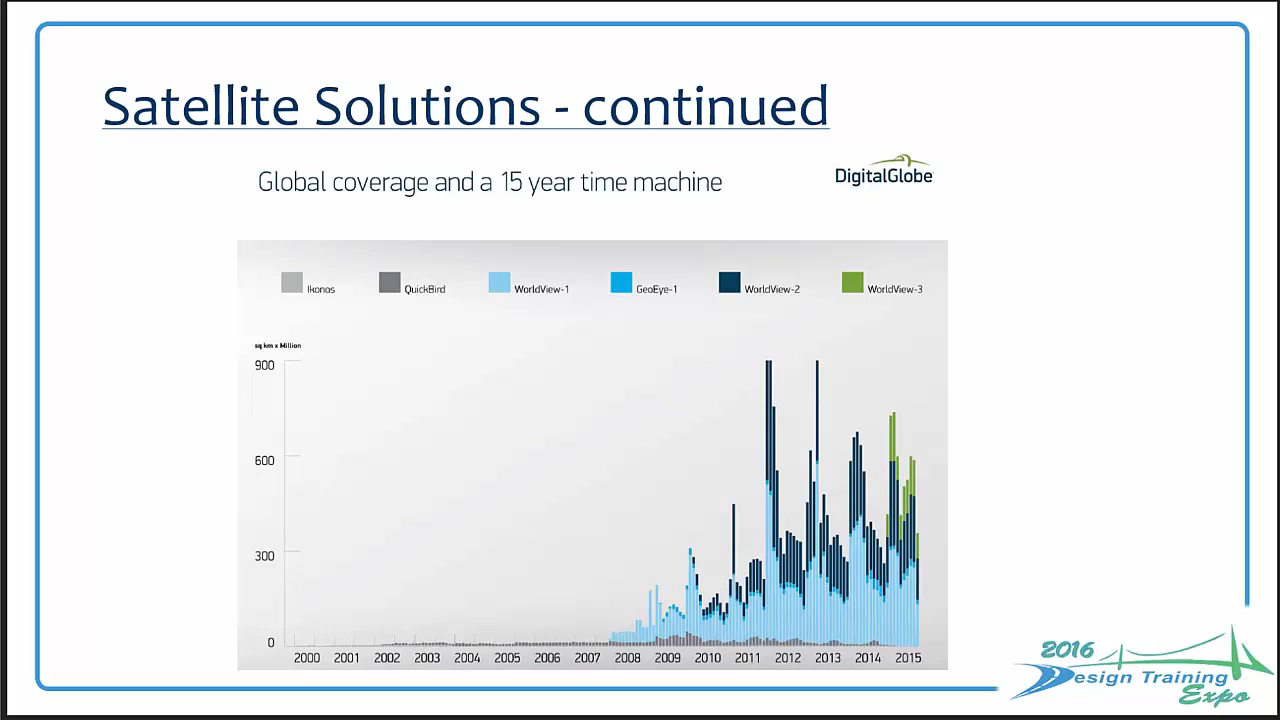 Satellite Solutions - continued
Global coverage and a 15 year time machine
DigitalGlobe
Ikonos QuickBird WorldView-1 GeoEye-1 WorldView-2 WorldView-3
sq km x Million
900
600
300
0
2000 2001 2002 2003 2004 2005 2006 2007 2008 2009 2010 2011 2012 2013 2014 2015
2016
Design Training
Expo